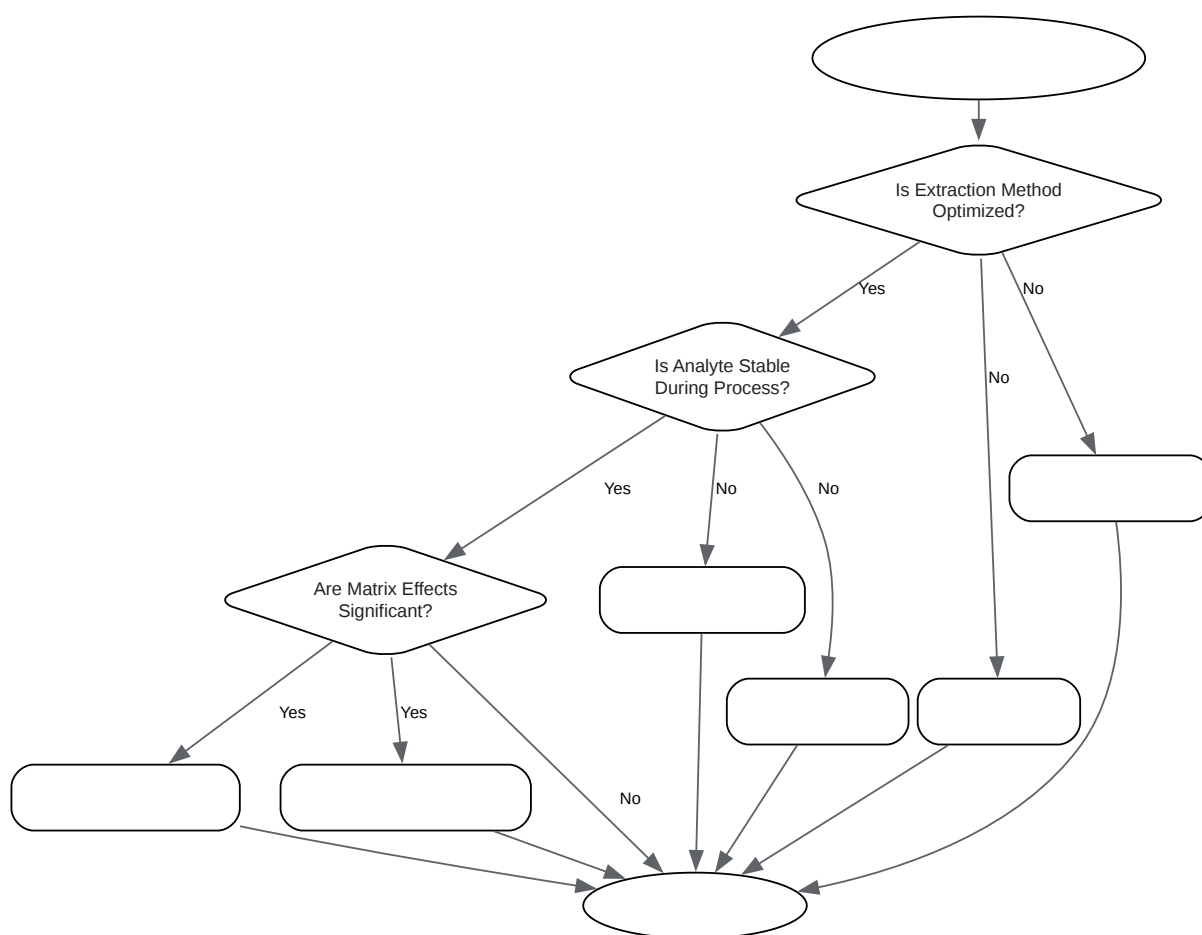 Is Extraction Method
Optimized?
Yes
No
Is Analyte Stable
During Process?
No
Yes
No
No
Are Matrix Effects
Significant?
Yes
Yes
No